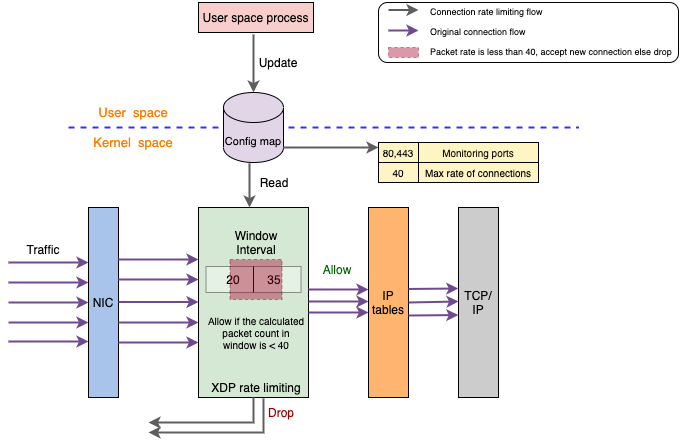 User space process
Connection rate limiting flow
Original connection flow
Packet rate is less than 40, accept new connection else drop
Update
User space
Kernel space
Config map
80,443 Monitoring ports
40 Max rate of connections
Read
Traffic
NIC
Window
Interval
20 35
Allow if the calculated
packet count in
window is < 40
XDP rate limiting
Allow
IP
tables
TCP/
IP
Drop